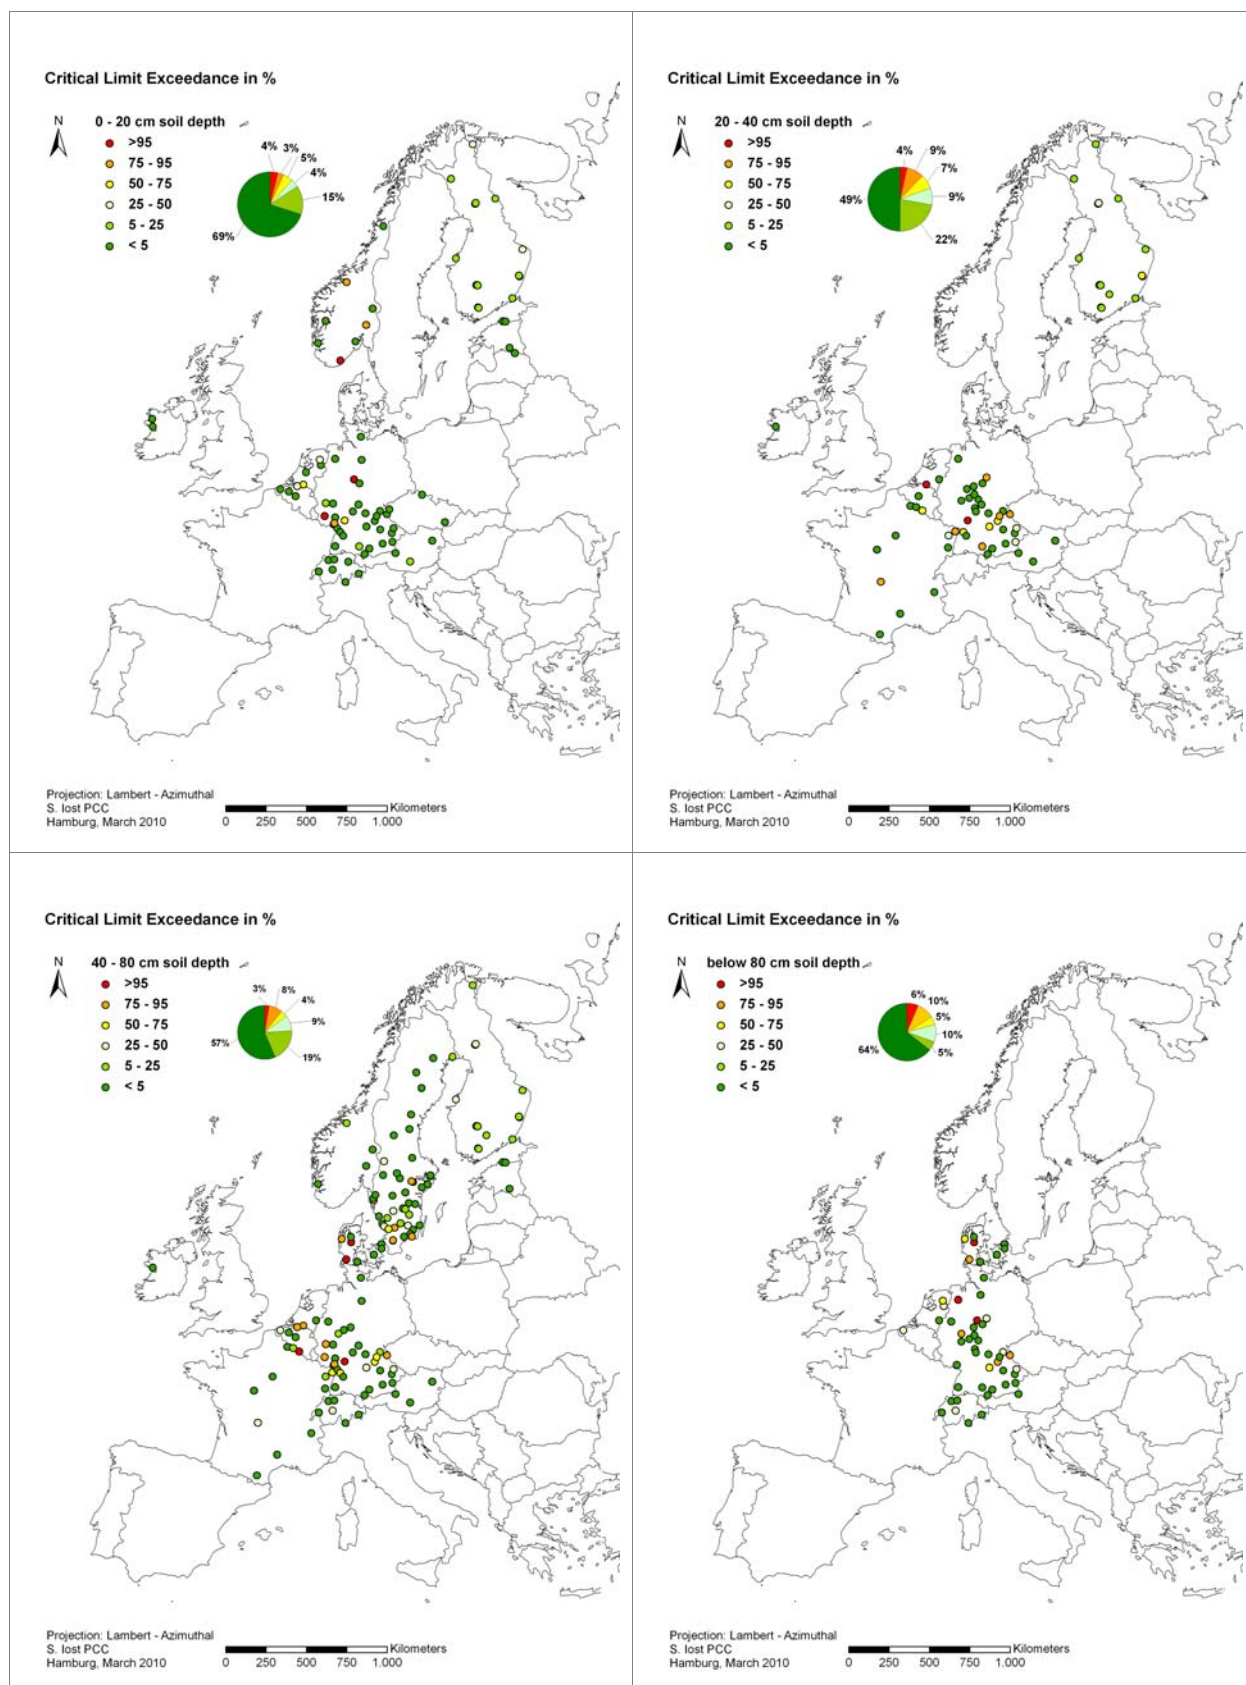 Critical Limit Exceedance in %
N
0 - 20 cm soil depth
>95
75 - 95
50 - 75
25 - 50
5 - 25
< 5
4%
3%
5%
4%
15%
69%
Projection: Lambert - Azimuthal
S. Iost PCC
Hamburg, March 2010
Kilometers
0 250 500 750 1.000
Critical Limit Exceedance in %
N
20 - 40 cm soil depth
>95
75 - 95
50 - 75
25 - 50
5 - 25
< 5
4%
9%
7%
9%
22%
49%
Projection: Lambert - Azimuthal
S. Iost PCC
Hamburg, March 2010
Kilometers
0 250 500 750 1.000
Critical Limit Exceedance in %
N
40 - 80 cm soil depth
>95
75 - 95
50 - 75
25 - 50
5 - 25
< 5
3%
8%
4%
9%
19%
57%
Projection: Lambert - Azimuthal
S. Iost PCC
Hamburg, March 2010
Kilometers
0 250 500 750 1.000
Critical Limit Exceedance in %
N
below 80 cm soil depth
>95
75 - 95
50 - 75
25 - 50
5 - 25
< 5
6%
10%
5%
10%
5%
64%
Projection: Lambert - Azimuthal
S. Iost PCC
Hamburg, March 2010
Kilometers
0 250 500 750 1.000